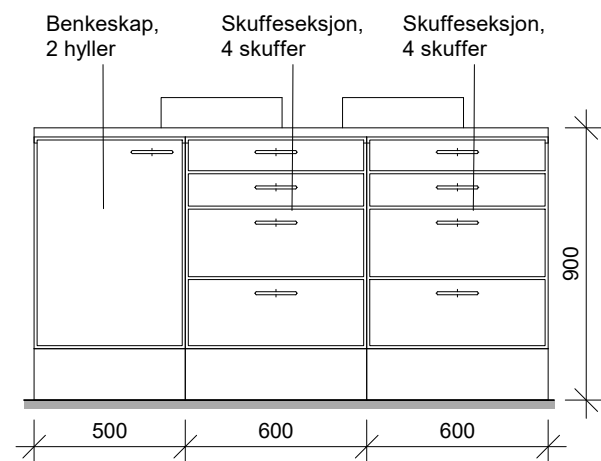 Benkeskap,
2 hyller
Skuffeseksjon,
4 skuffer
Skuffeseksjon,
4 skuffer
900
500
600
600